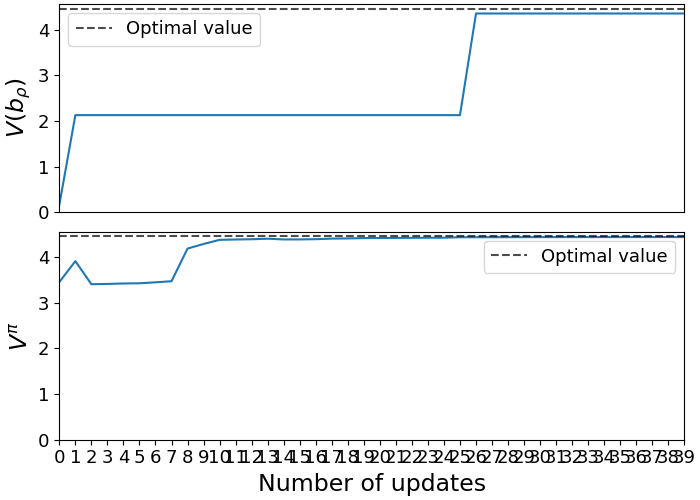 4
3
2
1
0
V(bρ)
Optimal value
4
3
2
1
0
Vπ
Optimal value
0 1 2 3 4 5 6 7 8 9 10 11 12 13 14 15 16 17 18 19 20 21 22 23 24 25 26 27 28 29 30 31 32 33 34 35 36 37 38 39
Number of updates